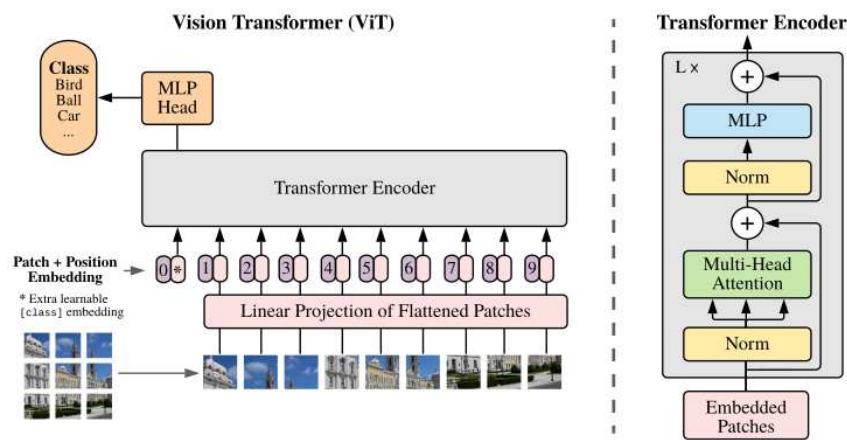 Vision Transformer (ViT)
Class
Bird
Ball
Car
...
MLP
Head
Transformer Encoder
Patch + Position
Embedding
* Extra learnable
[class] embedding
0 * 1 2 3 4 5 6 7 8 9
Linear Projection of Flattened Patches
Transformer Encoder
L x
+
MLP
Norm
+
Multi-Head
Attention
Norm
Embedded
Patches